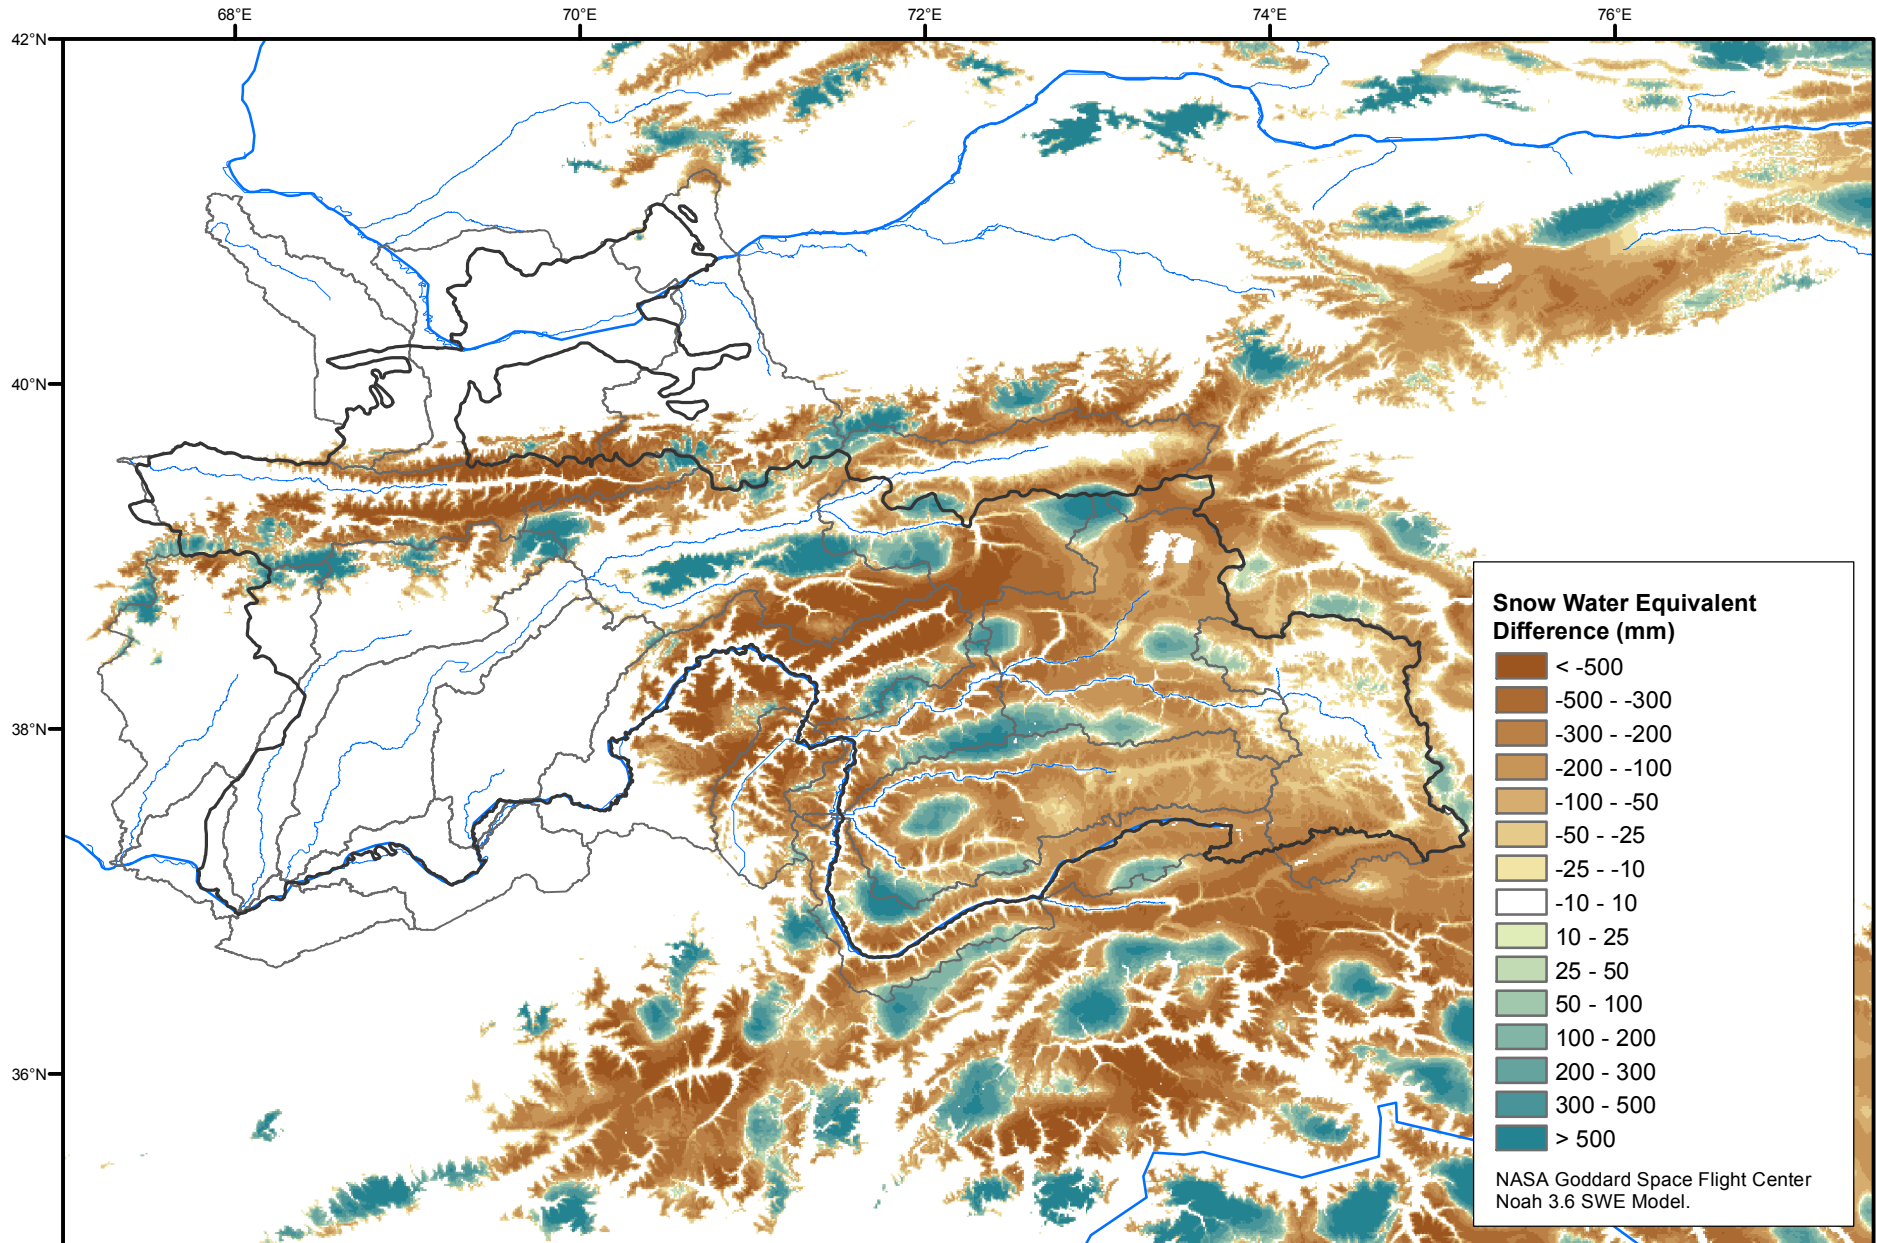 68°E
70°E
72°E
74°E
76°E
42°N
40°N
38°N
36°N
Snow Water Equivalent
Difference (mm)
< -500
-500 - -300
-300 - -200
-200 - -100
-100 - -50
-50 - -25
-25 - -10
-10 - 10
10 - 25
25 - 50
50 - 100
100 - 200
200 - 300
300 - 500
> 500
NASA Goddard Space Flight Center
Noah 3.6 SWE Model.